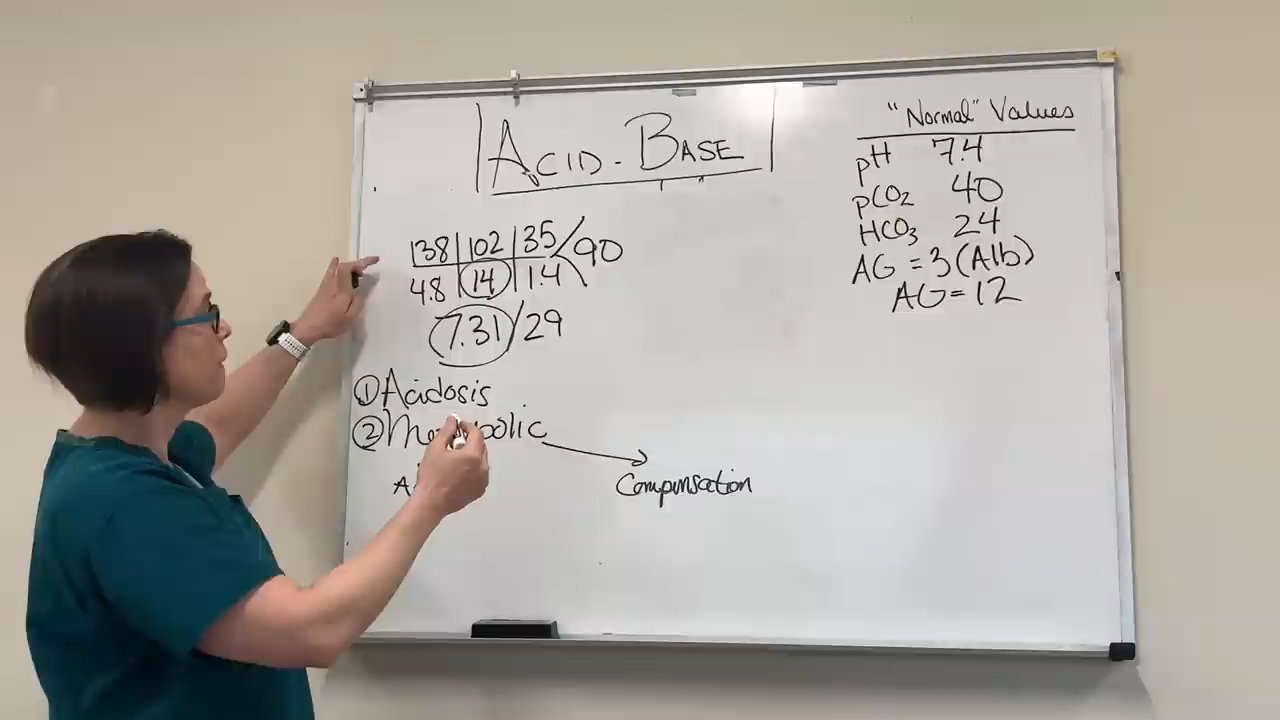 ACID-BASE
138 | 102 | 35 / 90
4.8 | 14 | 1.4 \
7.31 / 29
① Acidosis
②
Compensation
"Normal" Values
pH 7.4
pCO₂ 40
HCO₃ 24
AG = 3(Alb)
AG = 12